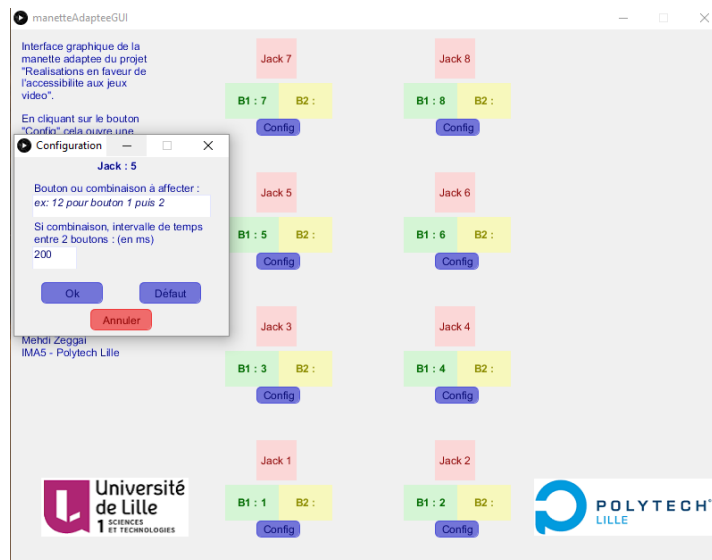 manetteAdapteeGUI
Interface graphique de la
manette adaptee du projet
"Realisations en faveur de
l'accessibilite aux jeux
video".
En cliquant sur le bouton
"Config" cela ouvre une
Configuration
Jack : 5
Bouton ou combinaison à affecter :
ex: 12 pour bouton 1 puis 2
Si combinaison, intervalle de temps
entre 2 boutons : (en ms)
200
Ok
Défaut
Annuler
Mehdi Zeggai
IMA5 - Polytech Lille
Jack 7
B1 : 7
B2 :
Config
Jack 8
B1 : 8
B2 :
Config
Jack 5
B1 : 5
B2 :
Config
Jack 6
B1 : 6
B2 :
Config
Jack 3
B1 : 3
B2 :
Config
Jack 4
B1 : 4
B2 :
Config
Jack 1
B1 : 1
B2 :
Config
Jack 2
B1 : 2
B2 :
Config
Université
de Lille
1 SCIENCES
ET TECHNOLOGIES
POLYTECH°
LILLE